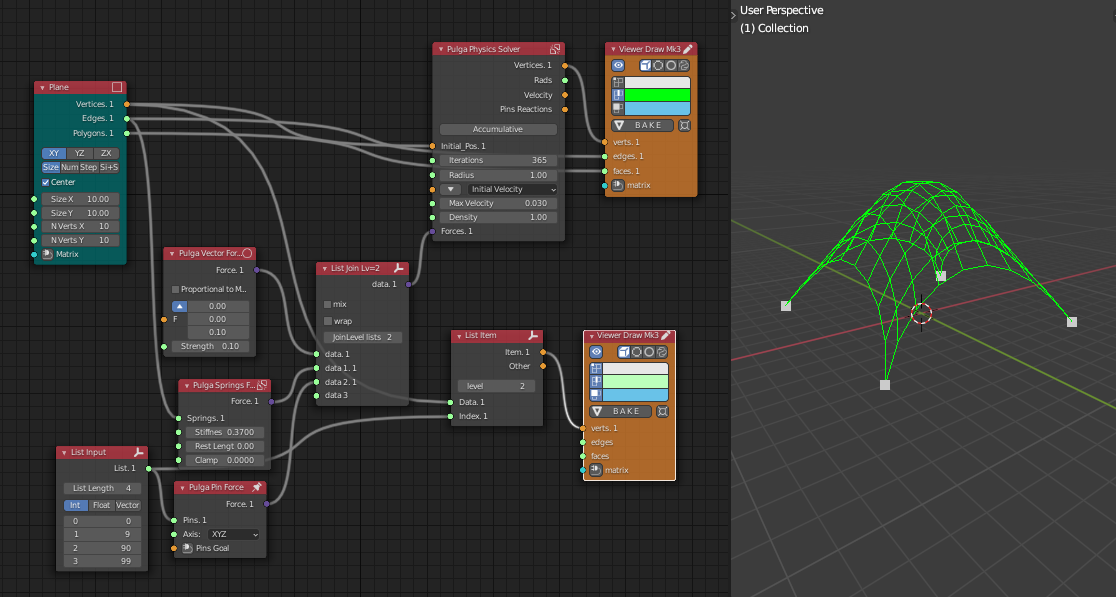 User Perspective
(1) Collection
Plane
Vertices. 1
Edges. 1
Polygons. 1
XY YZ ZX
Size Num Step Si+S
Center
Size X 10.00
Size Y 10.00
N Verts X 10
N Verts Y 10
Matrix
Pulga Vector For...
Force. 1
Proportional to M...
0.00
F 0.00
0.10
Strength 0.10
Pulga Springs F...
Force. 1
Springs. 1
Stiffnes 0.3700
Rest Lengt 0.00
Clamp 0.0000
List Input
List. 1
List Length 4
Int Float Vector
0 0
1 9
2 90
3 99
Pulga Pin Force
Force. 1
Pins. 1
Axis: XYZ
Pins Goal
List Join Lv=2
data. 1
mix
wrap
JoinLevel lists 2
data. 1
data 1. 1
data 2. 1
data 3
Pulga Physics Solver
Vertices. 1
Rads
Velocity
Pins Reactions
Accumulative
Initial_Pos. 1
Iterations 365
Radius 1.00
Initial Velocity
Max Velocity 0.030
Density 1.00
Forces. 1
Viewer Draw Mk3
BAKE
verts. 1
edges. 1
faces. 1
matrix
List Item
Item. 1
Other
level 2
Data. 1
Index. 1
Viewer Draw Mk3
BAKE
verts. 1
edges
faces
matrix